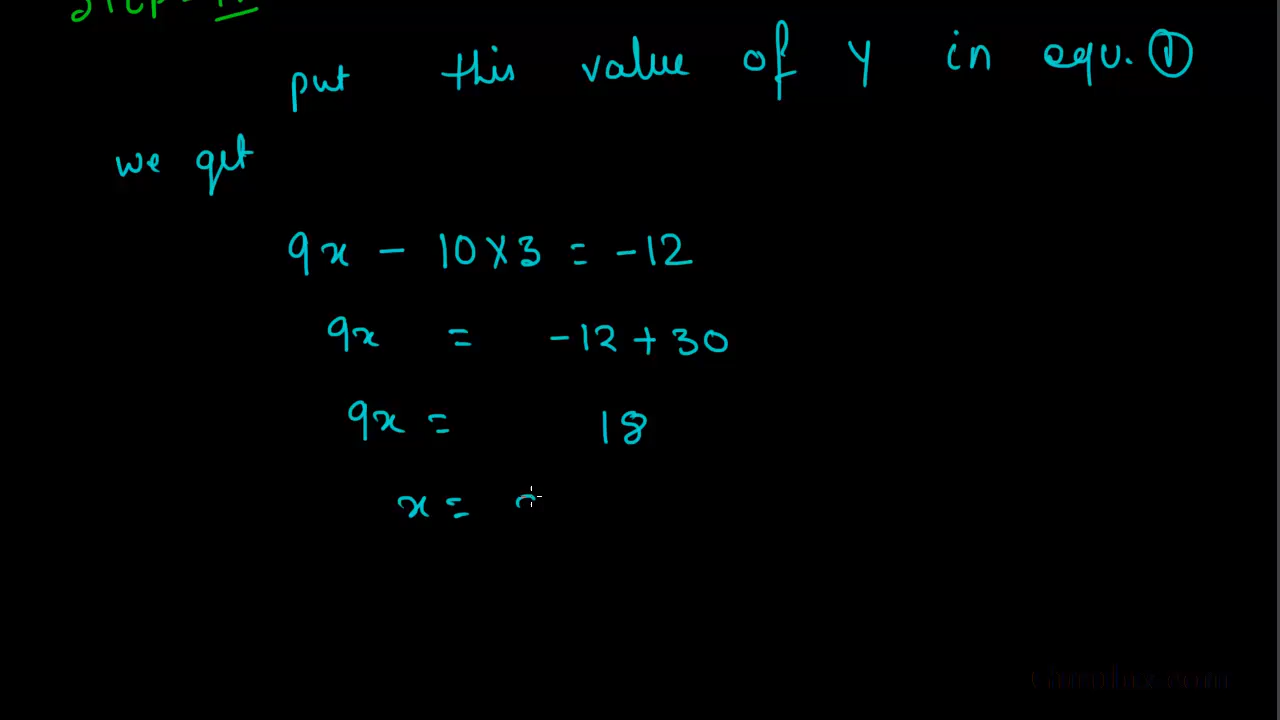 put this value of y in equ. ①
we get
9x - 10 × 3 = -12
9x = -12 + 30
9x = 18
x =